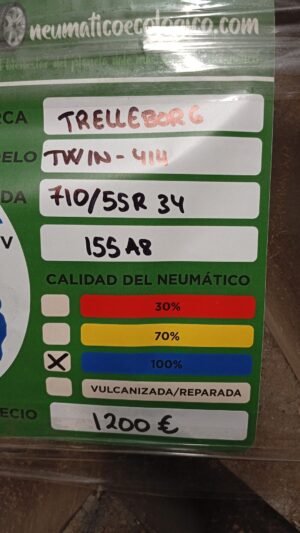 neumaticoecologico.com
RCA TRELLEBORG
DELO TWIN-414
DA 710/55R 34
V 155 A8
CALIDAD DEL NEUMÁTICO
30%
70%
X 100%
VULCANIZADA/REPARADA
ECIO 1200 €